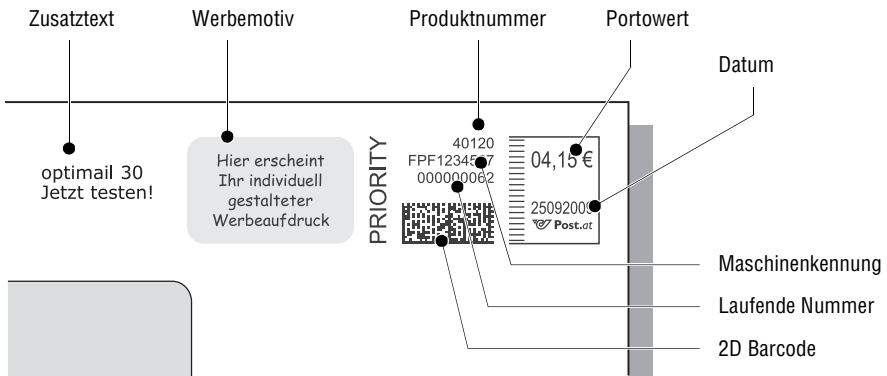 Zusatztext
Werbemotiv
Produktnummer
Portowert
Datum
optimail 30
Jetzt testen!
Hier erscheint
Ihr individuell
gestalteter
Werbeaufdruck
PRIORITY
40120
000000062
04,15 €
25092009
Post.at
Maschinenkennung
Laufende Nummer
2D Barcode